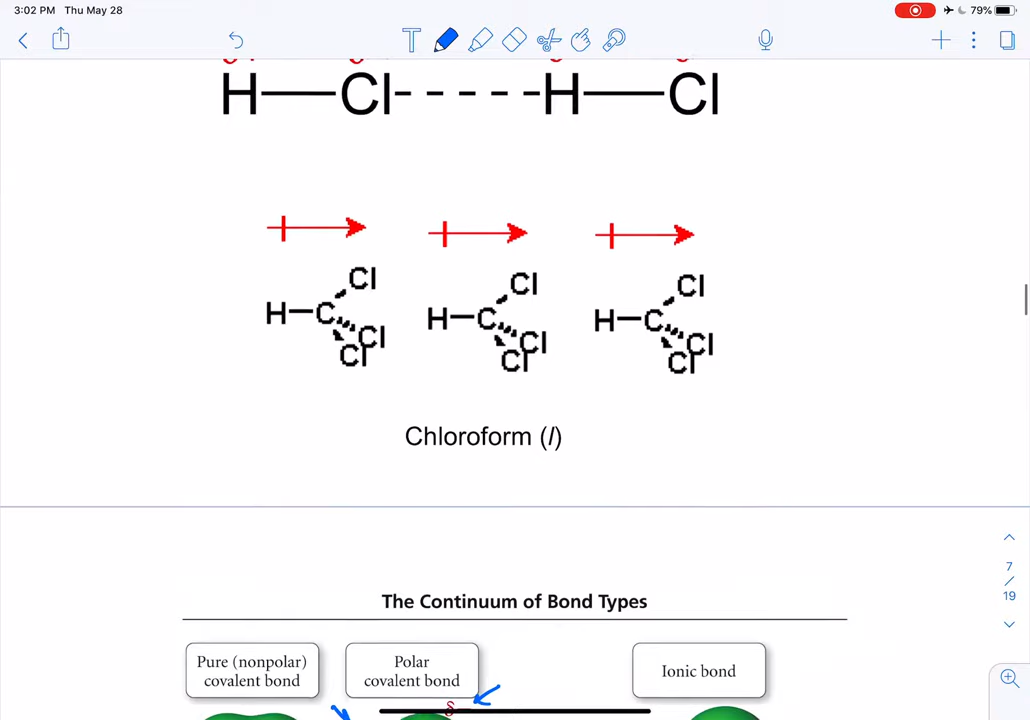 3:02 PM Thu May 28
79%
T
H—Cl-----H—Cl
Cl Cl Cl
H—C H—C H—C
Cl Cl Cl
Cl Cl Cl
Chloroform (l)
7
/
19
The Continuum of Bond Types
Pure (nonpolar)
covalent bond
Polar
covalent bond
Ionic bond
δ−